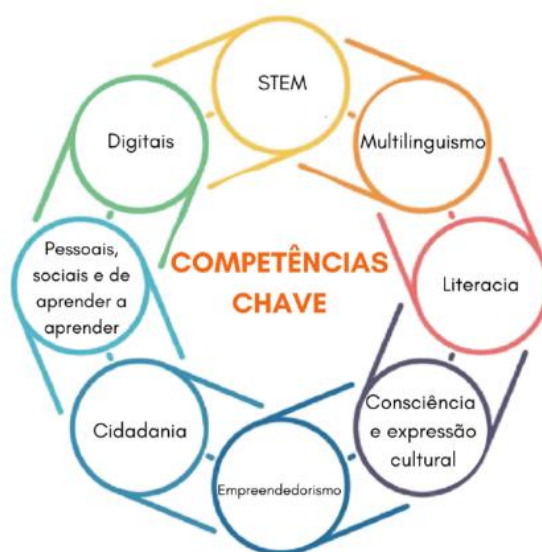 STEM
Digitais
Multilinguismo
Pessoais,
sociais e de
aprender a
aprender
COMPETÊNCIAS
CHAVE
Literacia
Cidadania
Consciência
e expressão
cultural
Empreendedorismo